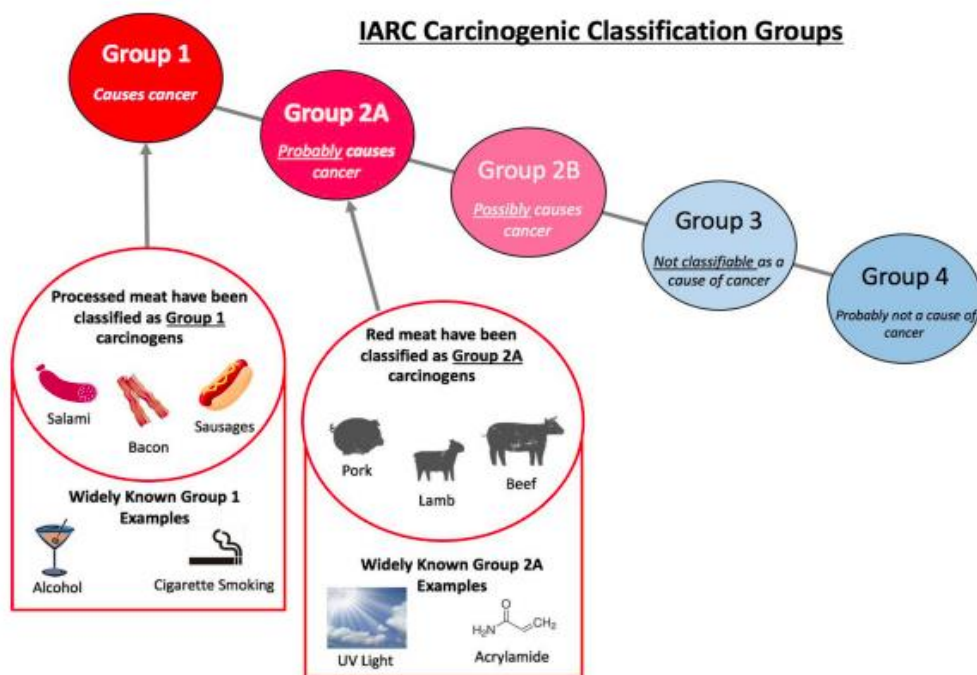 IARC Carcinogenic Classification Groups
Group 1
Causes cancer
Group 2A
Probably causes
cancer
Group 2B
Possibly causes
cancer
Group 3
Not classifiable as a
cause of cancer
Group 4
Probably not a cause of
cancer
Processed meat have been
classified as Group 1
carcinogens
Salami
Bacon
Sausages
Widely Known Group 1
Examples
Alcohol
Cigarette Smoking
Red meat have been
classified as Group 2A
carcinogens
Pork
Lamb
Beef
Widely Known Group 2A
Examples
UV Light
O
H₂N
CH₂
Acrylamide